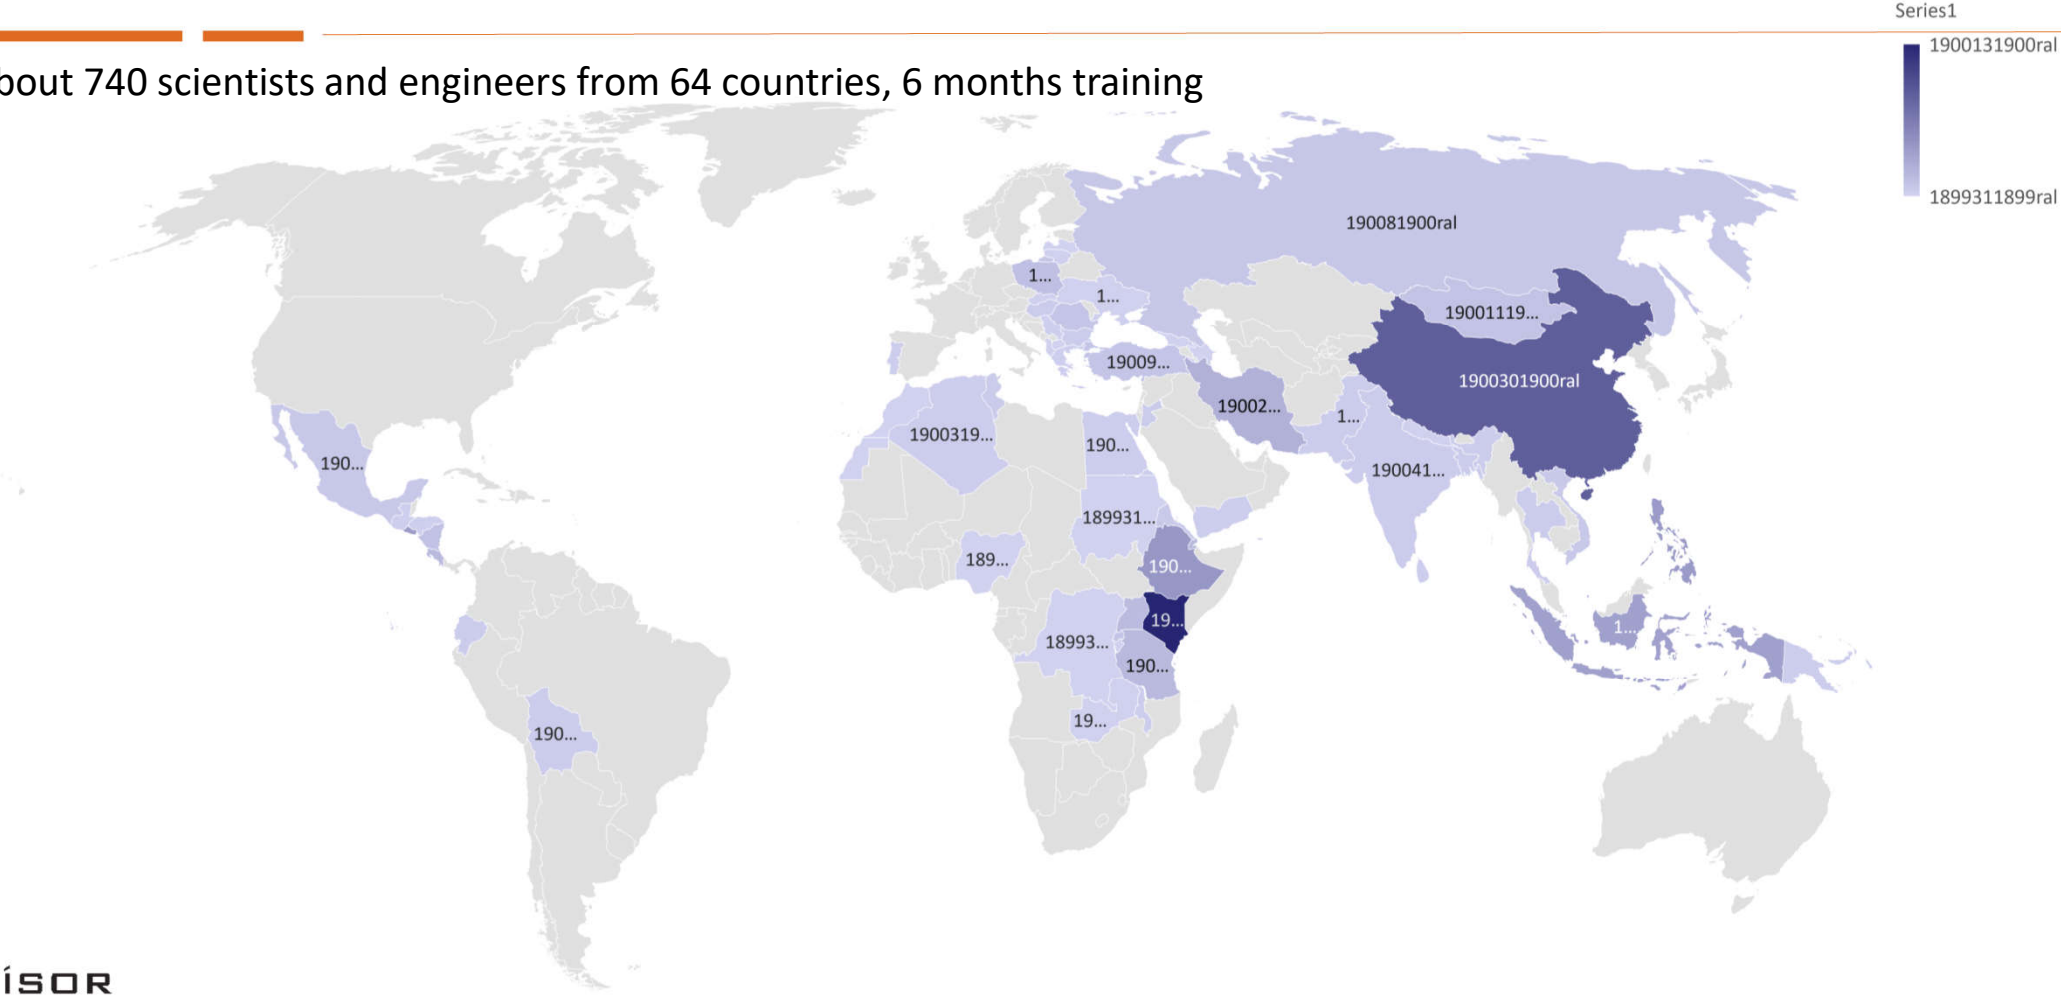 Series1
1900131900ral
bout 740 scientists and engineers from 64 countries, 6 months training
1899311899ral
190081900ral
1...
1...
19001119...
19009...
1900301900ral
19002...
1...
1900319...
190...
190...
190041...
189931...
189...
190...
19...
1...
18993...
190...
19...
190...
ÍSOR